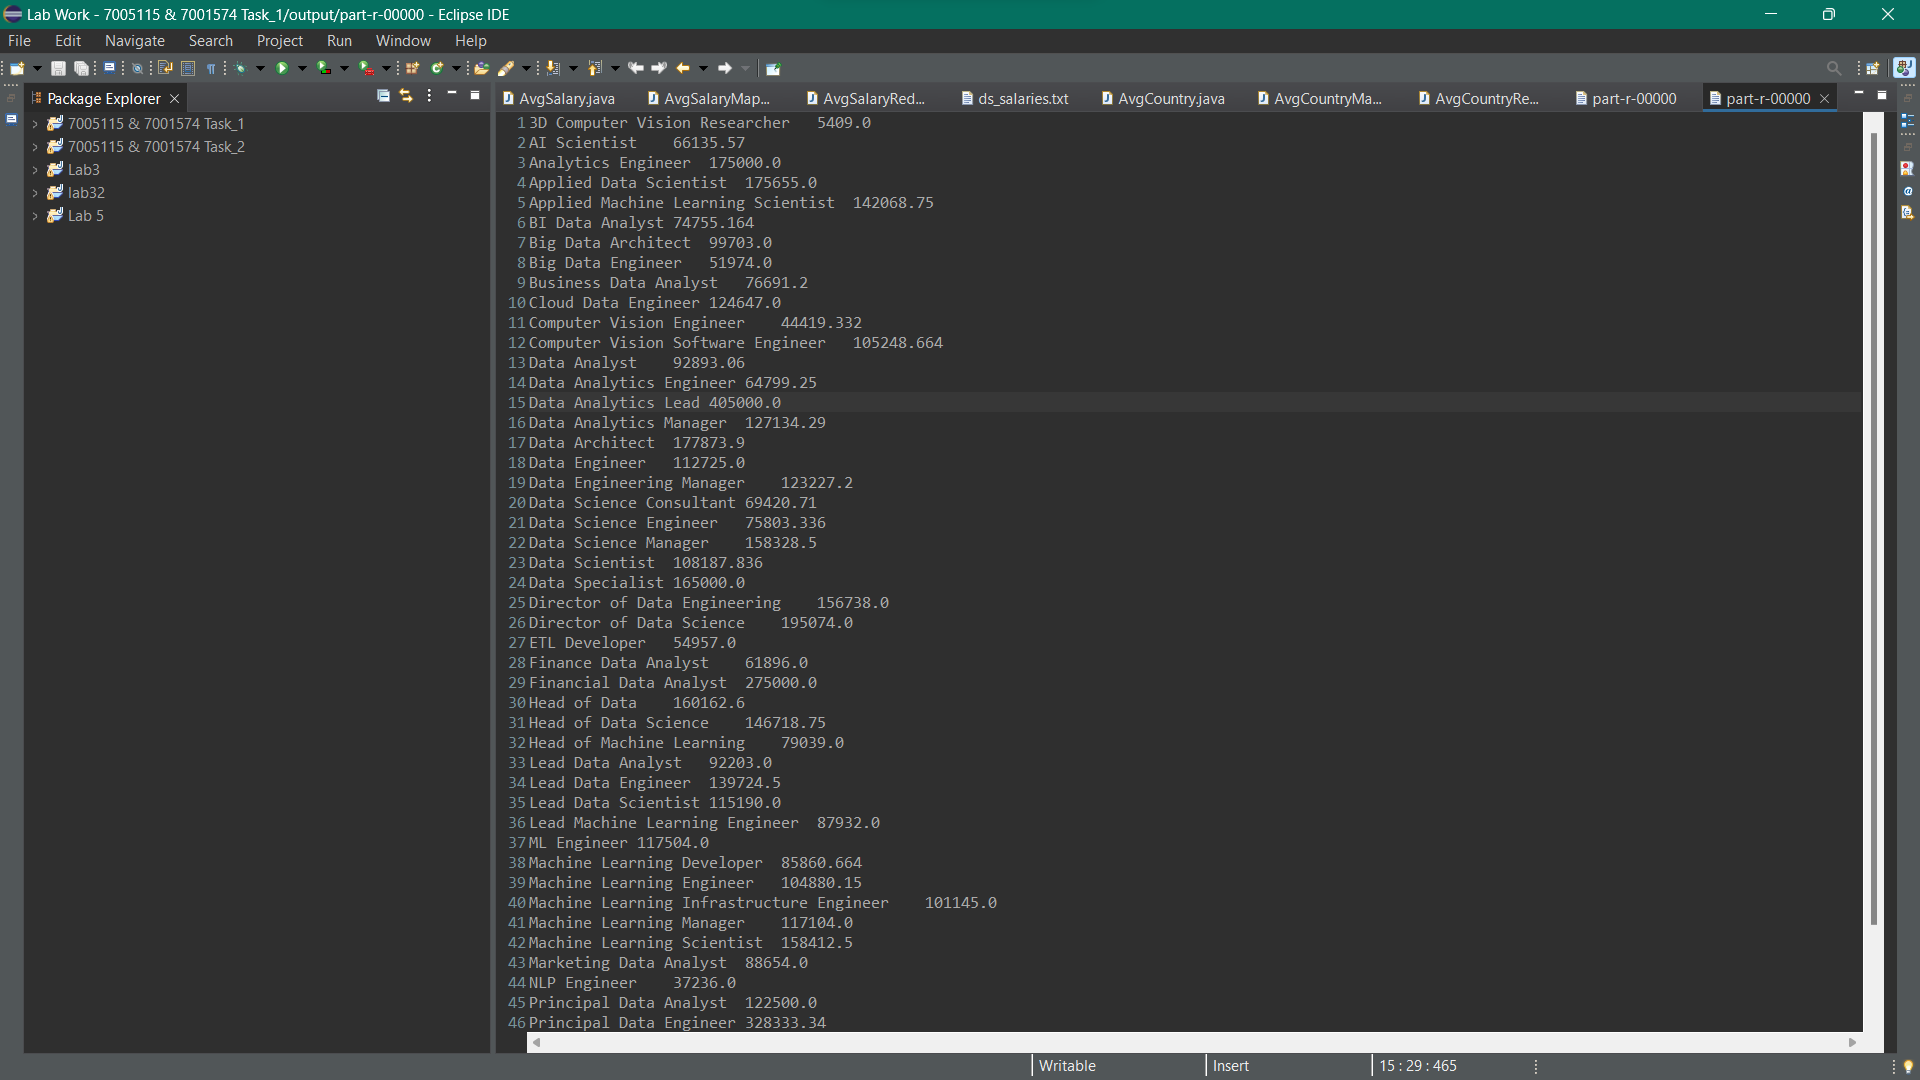 Lab Work - 7005115 & 7001574 Task_1/output/part-r-00000 - Eclipse IDE
File Edit Navigate Search Project Run Window Help
Package Explorer
7005115 & 7001574 Task_1
7005115 & 7001574 Task_2
Lab3
lab32
Lab 5
AvgSalary.java AvgSalaryMap... AvgSalaryRed... ds_salaries.txt AvgCountry.java AvgCountryMa... AvgCountryRe... part-r-00000 part-r-00000
1 3D Computer Vision Researcher 5409.0
2 AI Scientist 66135.57
3 Analytics Engineer 175000.0
4 Applied Data Scientist 175655.0
5 Applied Machine Learning Scientist 142068.75
6 BI Data Analyst 74755.164
7 Big Data Architect 99703.0
8 Big Data Engineer 51974.0
9 Business Data Analyst 76691.2
10 Cloud Data Engineer 124647.0
11 Computer Vision Engineer 44419.332
12 Computer Vision Software Engineer 105248.664
13 Data Analyst 92893.06
14 Data Analytics Engineer 64799.25
15 Data Analytics Lead 405000.0
16 Data Analytics Manager 127134.29
17 Data Architect 177873.9
18 Data Engineer 112725.0
19 Data Engineering Manager 123227.2
20 Data Science Consultant 69420.71
21 Data Science Engineer 75803.336
22 Data Science Manager 158328.5
23 Data Scientist 108187.836
24 Data Specialist 165000.0
25 Director of Data Engineering 156738.0
26 Director of Data Science 195074.0
27 ETL Developer 54957.0
28 Finance Data Analyst 61896.0
29 Financial Data Analyst 275000.0
30 Head of Data 160162.6
31 Head of Data Science 146718.75
32 Head of Machine Learning 79039.0
33 Lead Data Analyst 92203.0
34 Lead Data Engineer 139724.5
35 Lead Data Scientist 115190.0
36 Lead Machine Learning Engineer 87932.0
37 ML Engineer 117504.0
38 Machine Learning Developer 85860.664
39 Machine Learning Engineer 104880.15
40 Machine Learning Infrastructure Engineer 101145.0
41 Machine Learning Manager 117104.0
42 Machine Learning Scientist 158412.5
43 Marketing Data Analyst 88654.0
44 NLP Engineer 37236.0
45 Principal Data Analyst 122500.0
46 Principal Data Engineer 328333.34
Writable Insert 15 : 29 : 465